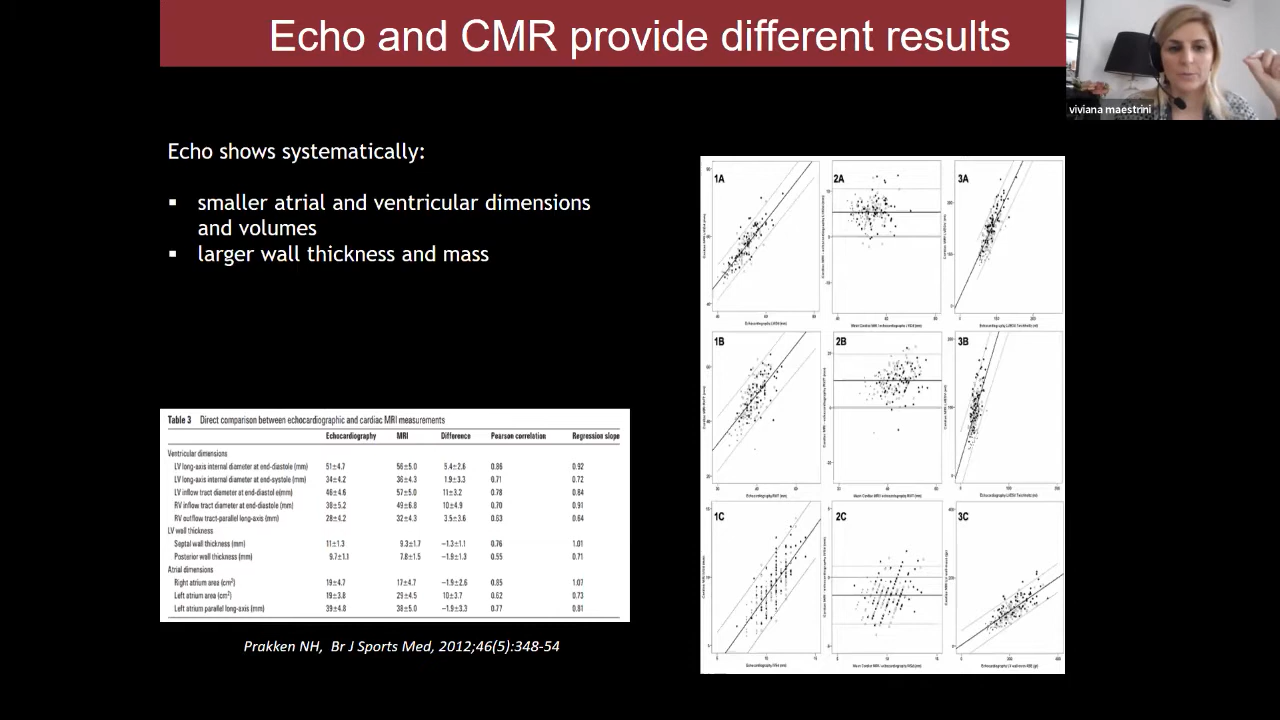 Echo and CMR provide different results
viviana maestrini
Echo shows systematically:
▪ smaller atrial and ventricular dimensions
and volumes
▪ larger wall thickness and mass
Table 3 Direct comparison between echocardiographic and cardiac MRI measurements
Echocardiography MRI Difference Pearson correlation Regression slope
Ventricular dimensions
LV long-axis internal diameter at end-diastole (mm) 51±4.7 56±5.0 5.4±2.6 0.86 0.92
LV long-axis internal diameter at end-systole (mm) 34±4.2 36±4.3 1.9±3.3 0.71 0.72
LV inflow tract diameter at end-diastole(mm) 46±4.6 57±5.0 11±3.2 0.78 0.84
RV inflow tract diameter at end-diastole (mm) 38±5.2 49±6.8 10±4.9 0.70 0.91
RV outflow tract-parallel long-axis (mm) 28±4.2 32±4.3 3.5±3.6 0.63 0.64
LV wall thickness
Septal wall thickness (mm) 11±1.3 9.3±1.7 −1.3±1.1 0.76 1.01
Posterior wall thickness (mm) 9.7±1.1 7.8±1.5 −1.9±1.3 0.55 0.71
Atrial dimensions
Right atrium area (cm²) 19±4.7 17±4.7 −1.9±2.6 0.85 1.07
Left atrium area (cm²) 19±3.8 29±4.5 10±3.7 0.62 0.73
Left atrium parallel long-axis (mm) 39±4.8 38±5.0 −1.9±3.3 0.77 0.81
Prakken NH, Br J Sports Med, 2012;46(5):348-54
1A 2A 3A
1B 2B 3B
1C 2C 3C